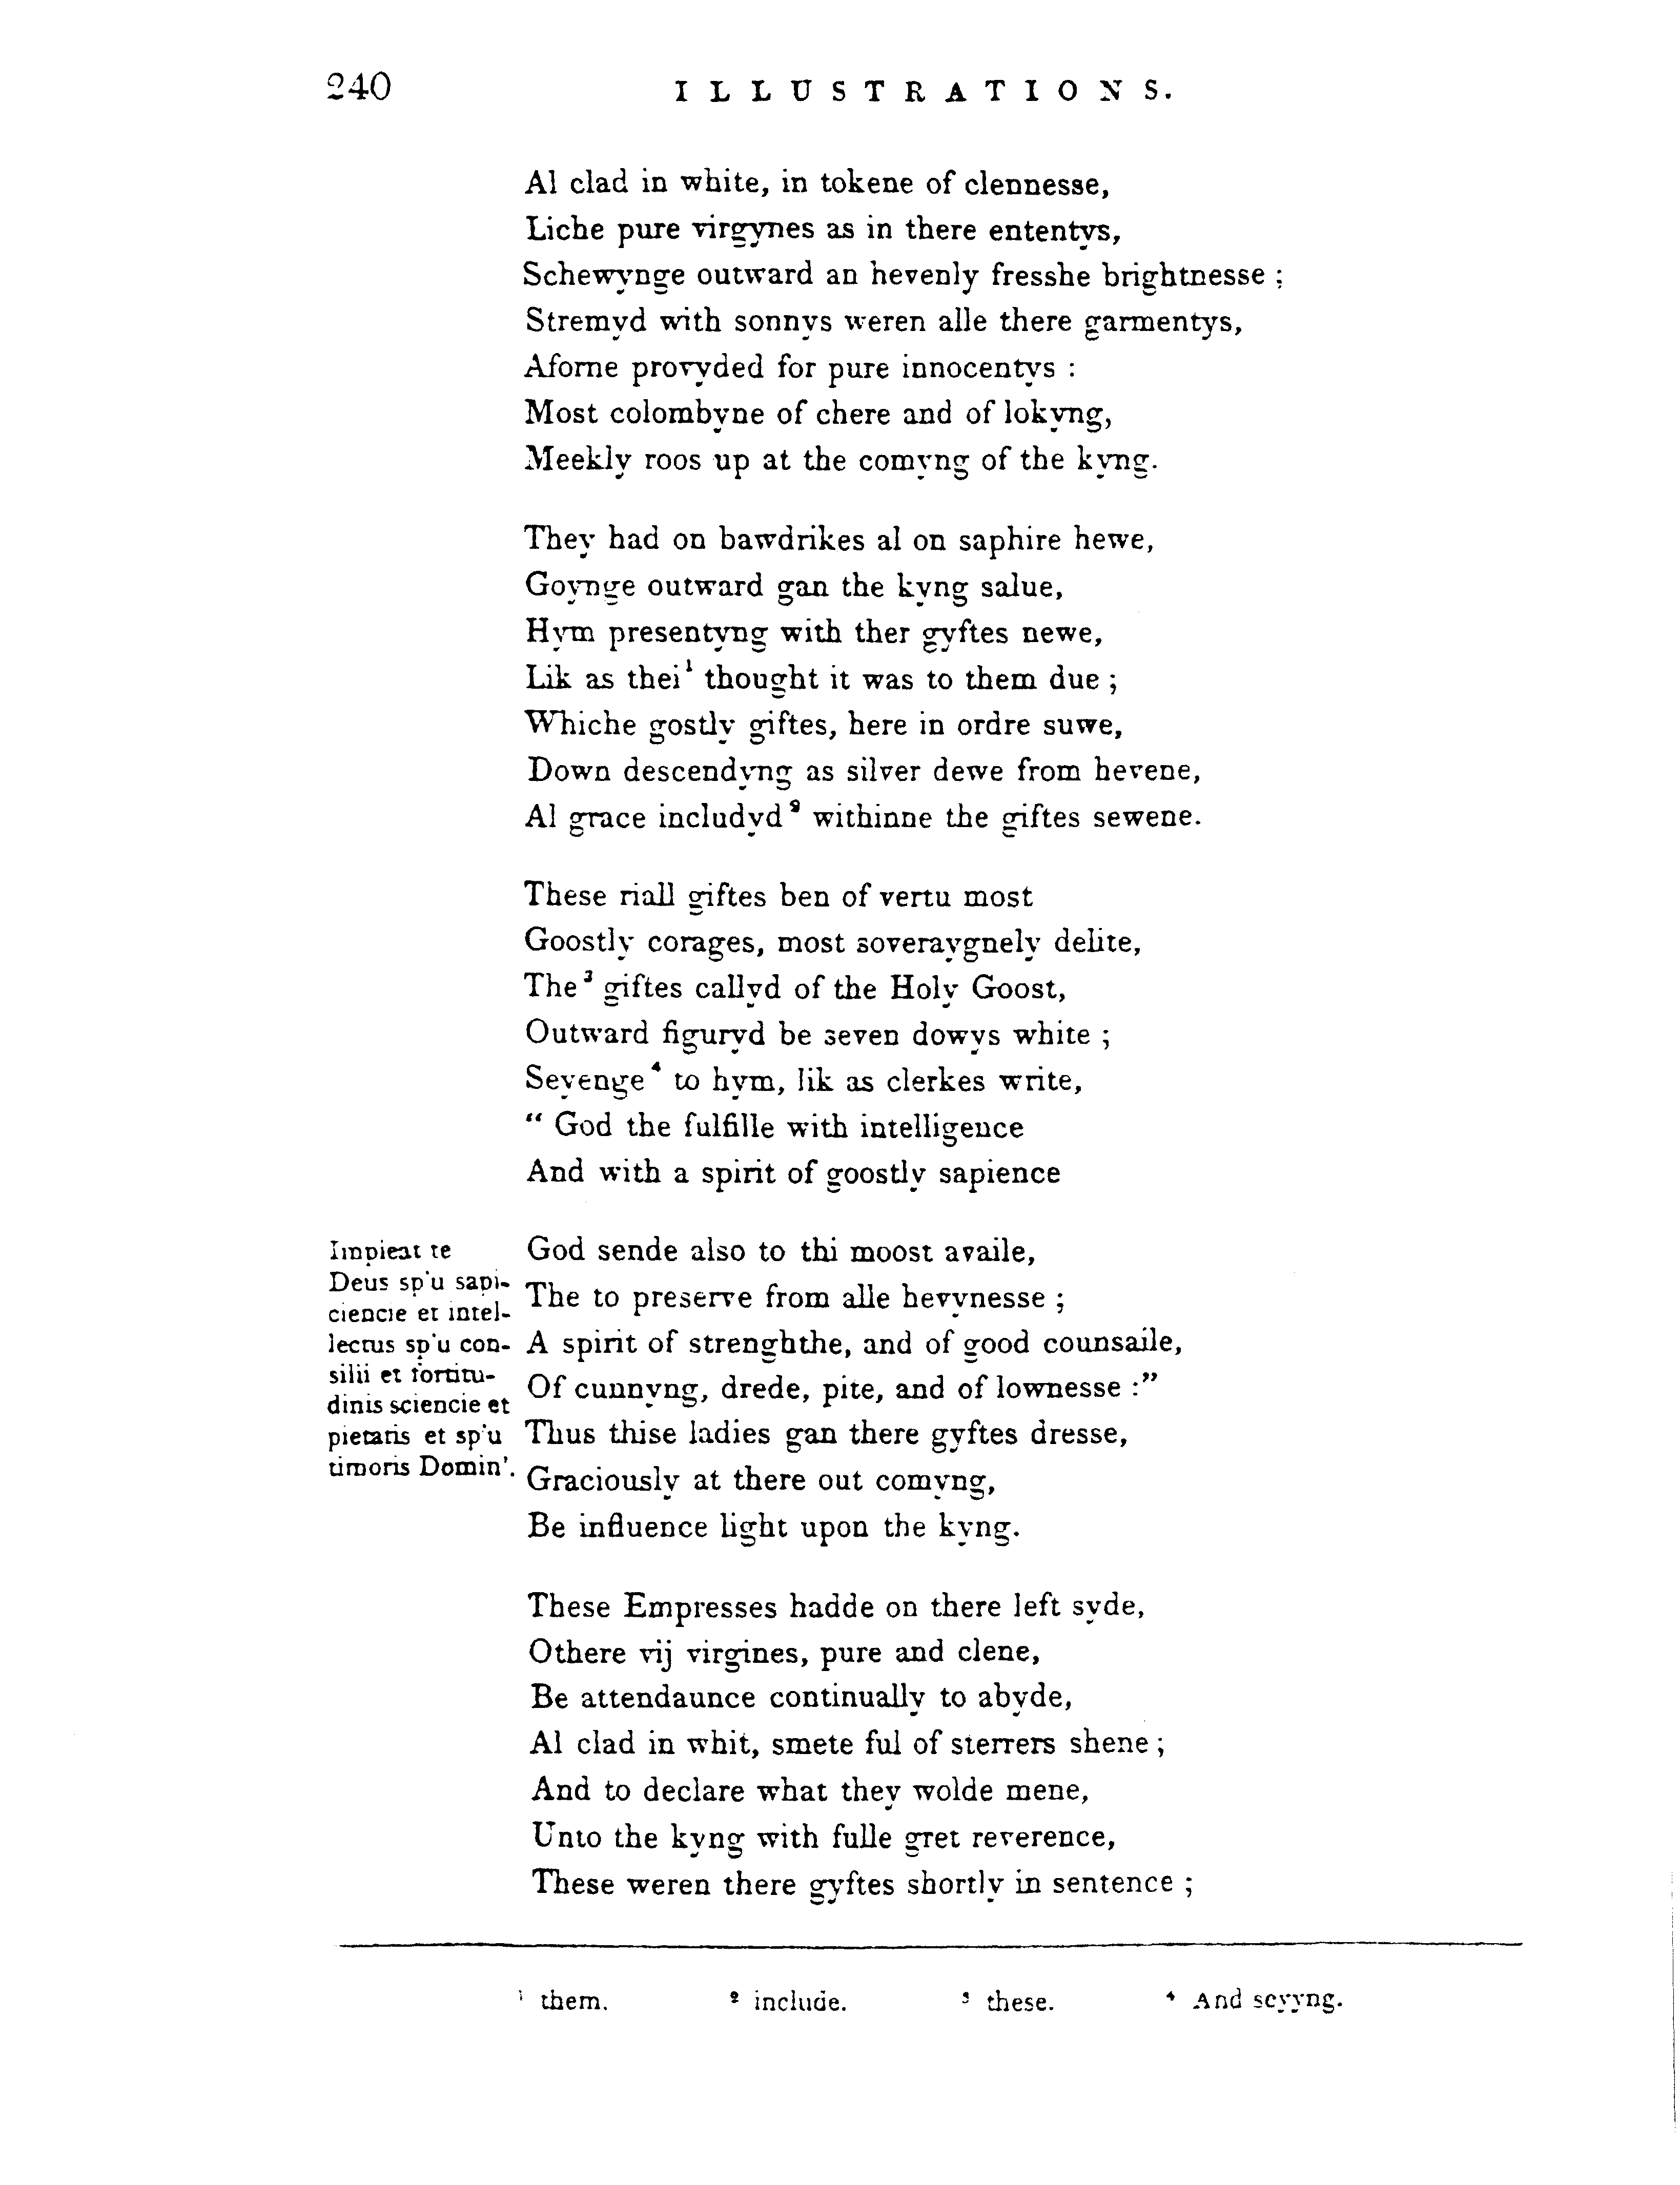 240
ILLUSTRATIONS.
Al clad in white, in tokene of clennesse,
Liche pure virgynes as in there ententys,
Schewynge outward an hevenly fresshe brightnesse ;
Stremyd with sonnys weren alle there garmentys,
Aforne provyded for pure innocentys :
Most colombyne of chere and of lokyng,
Meekly roos up at the comyng of the kyng.
They had on bawdrikes al on saphire hewe,
Goynge outward gan the kyng salue,
Hym presentyng with ther gyftes newe,
Lik as thei¹ thought it was to them due ;
Whiche gostly giftes, here in ordre suwe,
Down descendyng as silver dewe from hevene,
Al grace includyd² withinne the giftes sewene.
These riall giftes ben of vertu most
Goostly corages, most soveraygnely delite,
The³ giftes callyd of the Holy Goost,
Outward figuryd be seven dowys white ;
Seyenge⁴ to hym, lik as clerkes write,
“ God the fulfille with intelligence
And with a spirit of goostly sapience
God sende also to thi moost availe,
The to preserve from alle hevynesse ;
A spirit of strenghthe, and of good counsaile,
Of cunnyng, drede, pite, and of lownesse :”
Thus thise ladies gan there gyftes dresse,
Graciously at there out comyng,
Be influence light upon the kyng.
Impleat te
Deus sp'u sapi-
ciencie et intel-
lectus sp'u con-
silii et fortitu-
dinis sciencie et
pietatis et sp'u
timoris Domin'.
These Empresses hadde on there left syde,
Othere vij virgines, pure and clene,
Be attendaunce continually to abyde,
Al clad in whit, smete ful of sterrers shene ;
And to declare what they wolde mene,
Unto the kyng with fulle gret reverence,
These weren there gyftes shortly in sentence ;
¹ them. ² include. ³ these. ⁴ And seyyng.